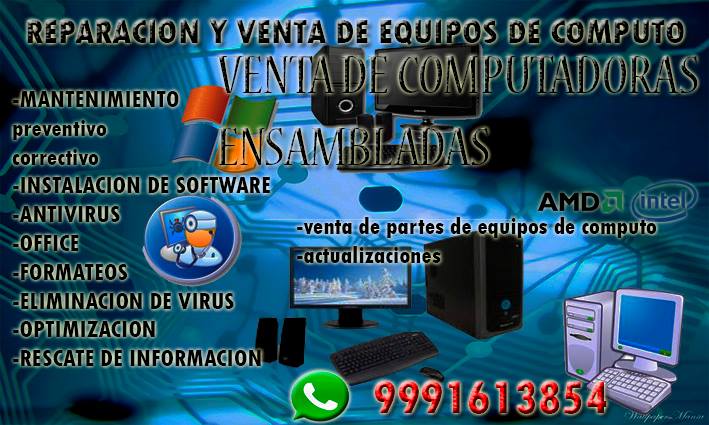 REPARACION Y VENTA DE EQUIPOS DE COMPUTO
VENTA DE COMPUTADORAS
ENSAMBLADAS
-MANTENIMIENTO
preventivo
correctivo
-INSTALACION DE SOFTWARE
-ANTIVIRUS
-OFFICE
-FORMATEOS
-ELIMINACION DE VIRUS
-OPTIMIZACION
-RESCATE DE INFORMACION
AMD intel
-venta de partes de equipos de computo
-actualizaciones
9991613854
WallpapersMania